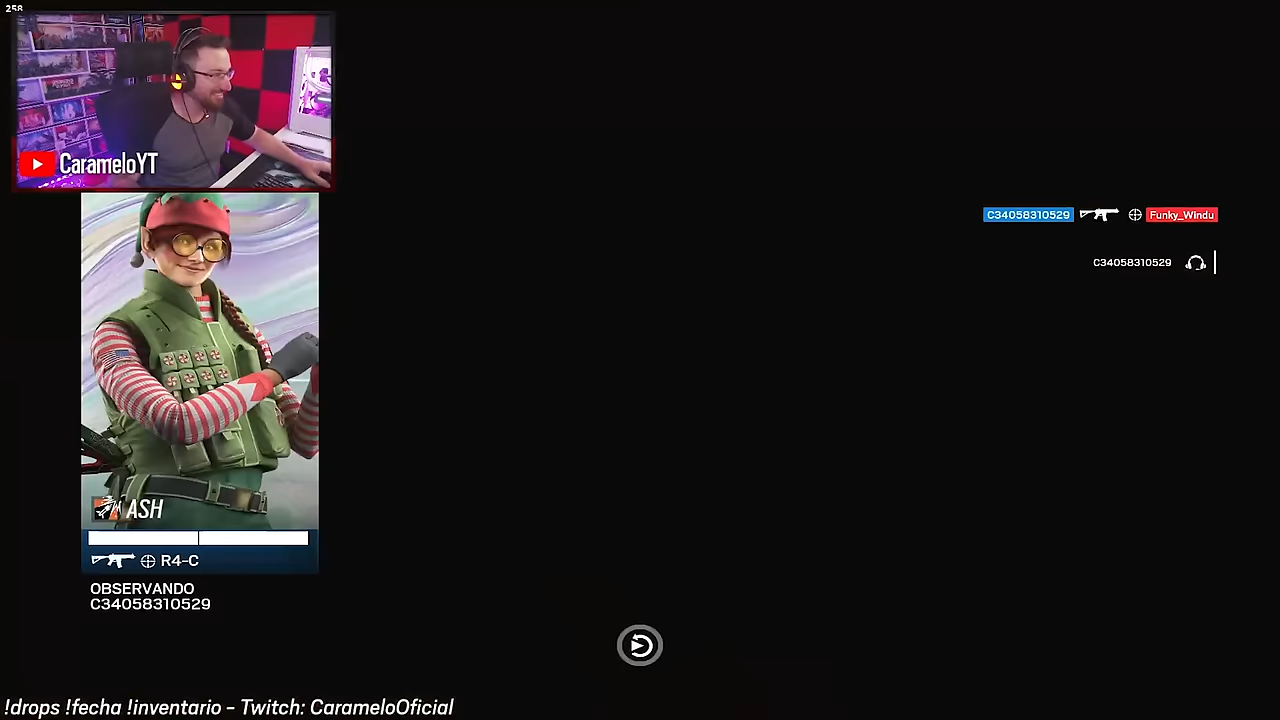 258
CarameloYT
C34058310529 Funky_Windu
C34058310529
ASH
R4-C
OBSERVANDO
C34058310529
!drops !fecha !inventario - Twitch: CarameloOficial